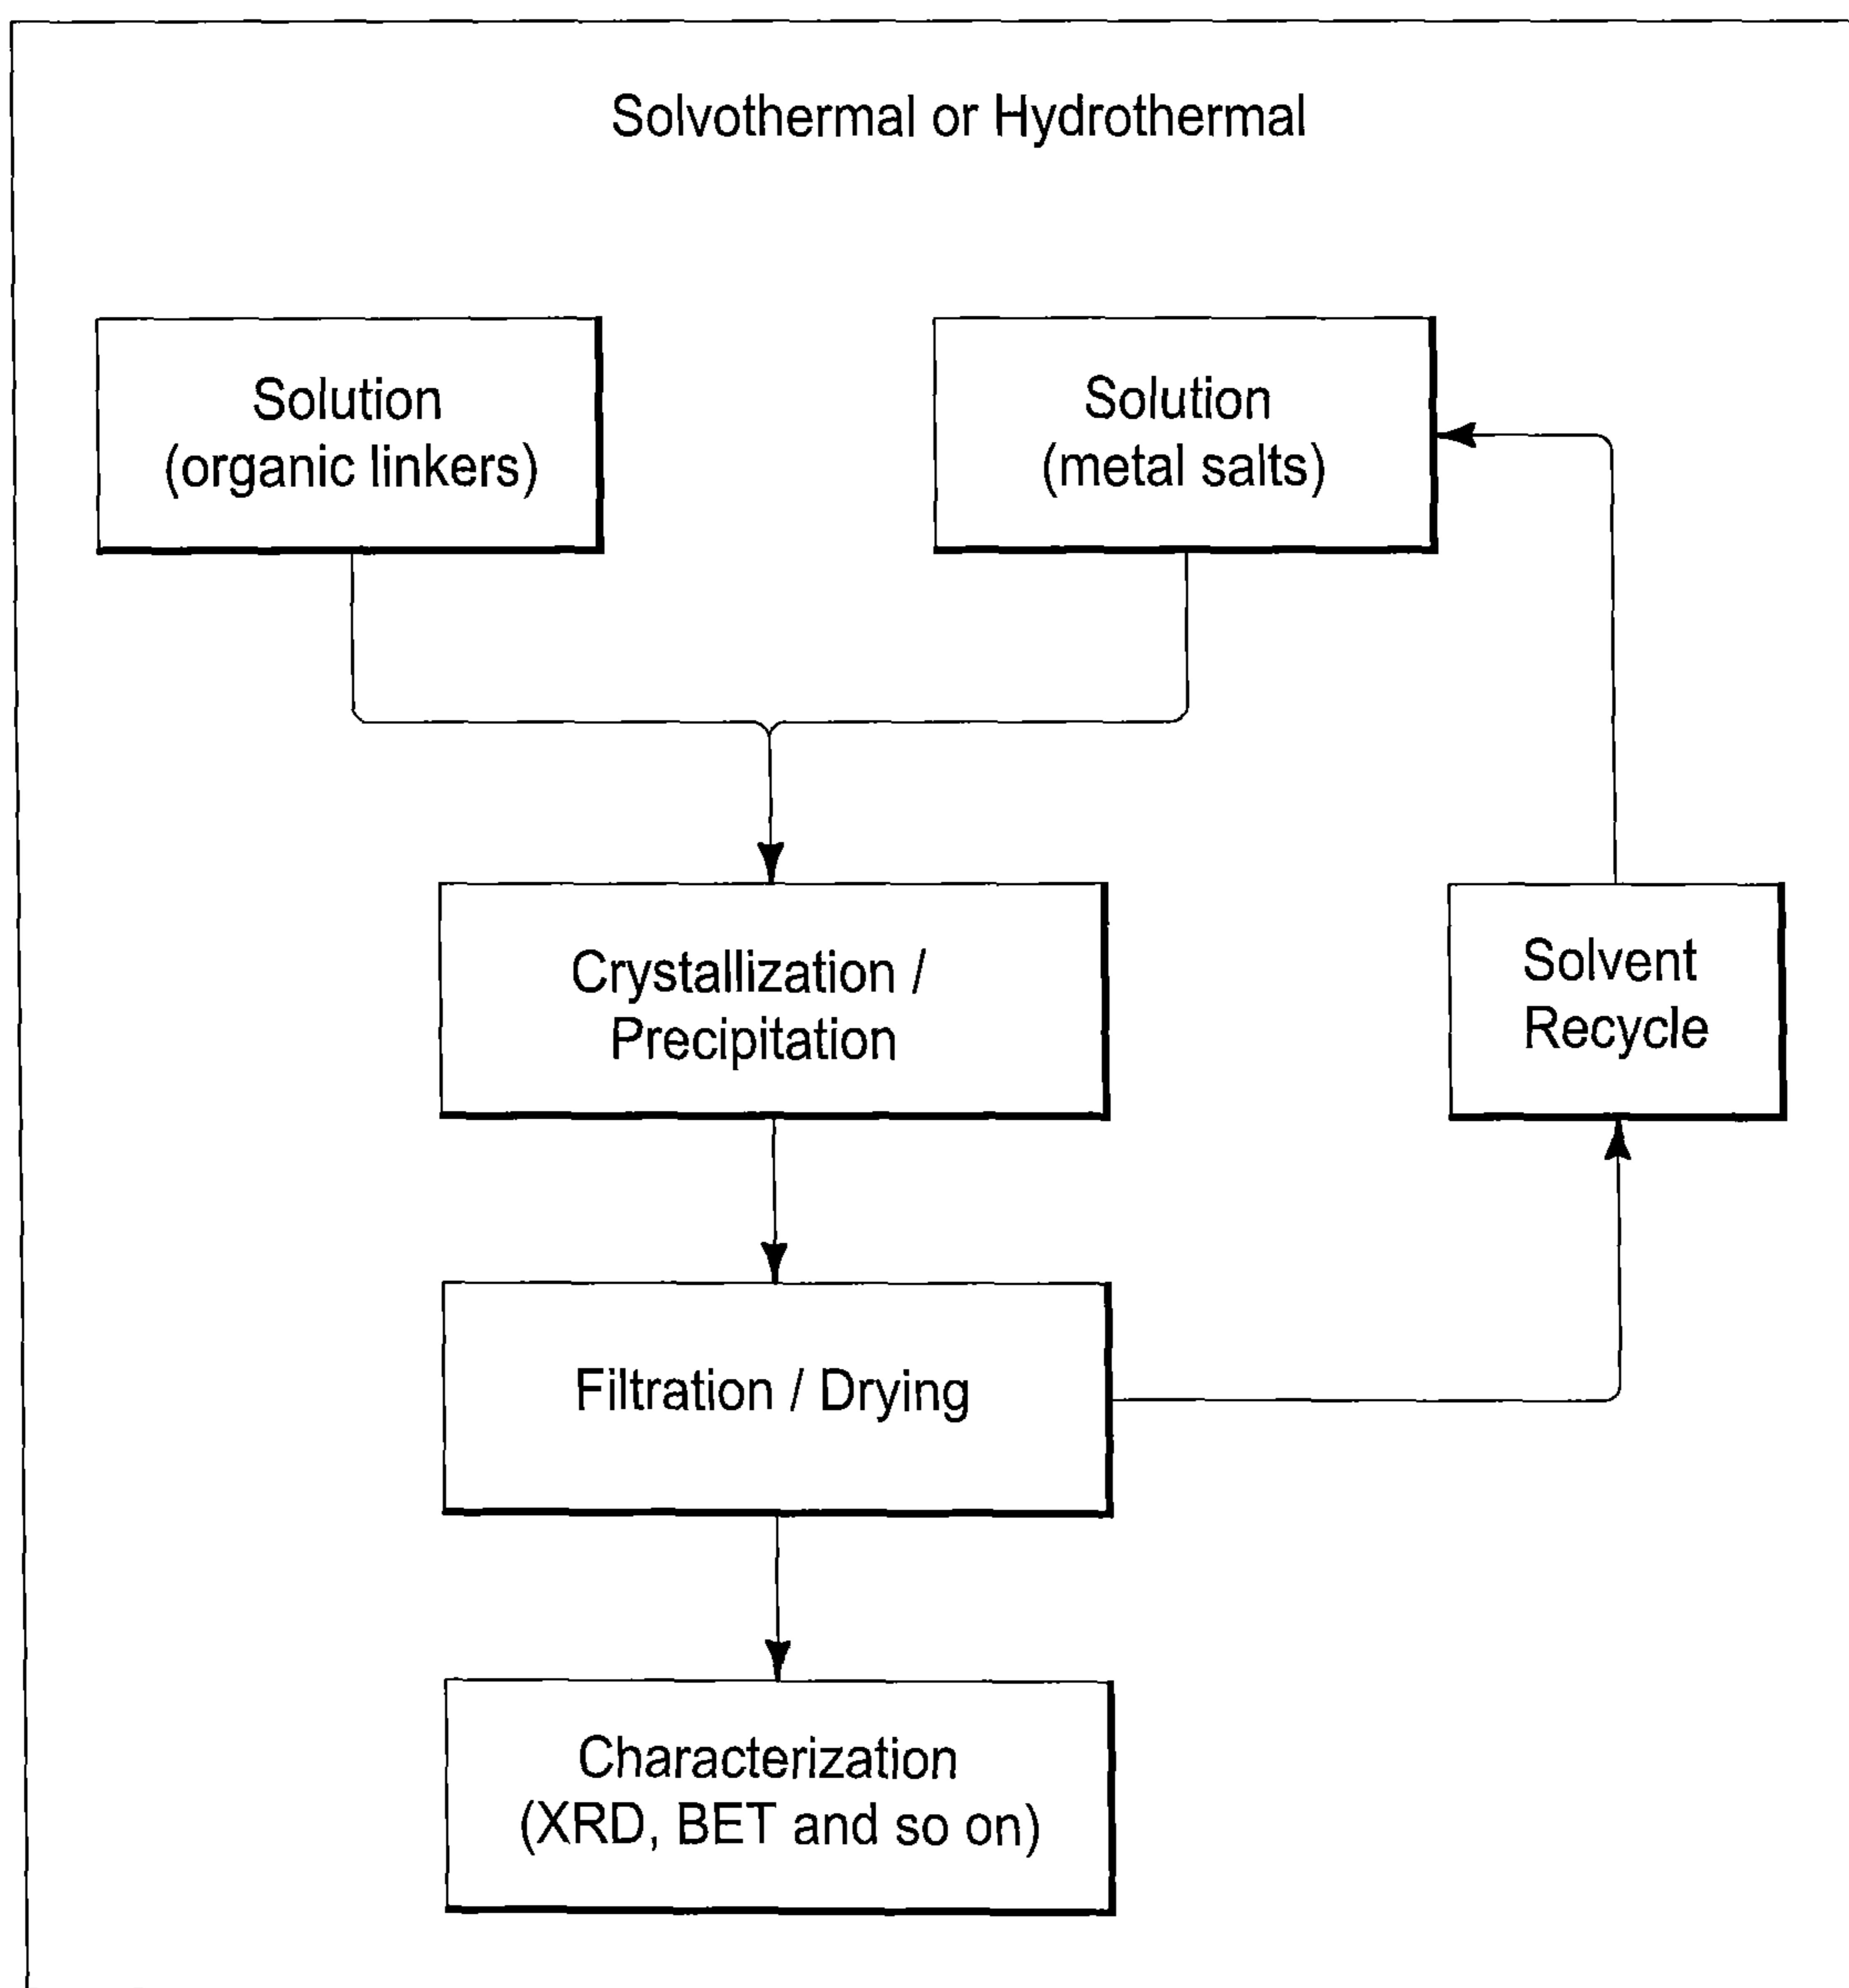 Solvothermal or Hydrothermal
Solution
(organic linkers)
Solution
(metal salts)
Crystallization /
Precipitation
Solvent
Recycle
Filtration / Drying
Characterization
(XRD, BET and so on)